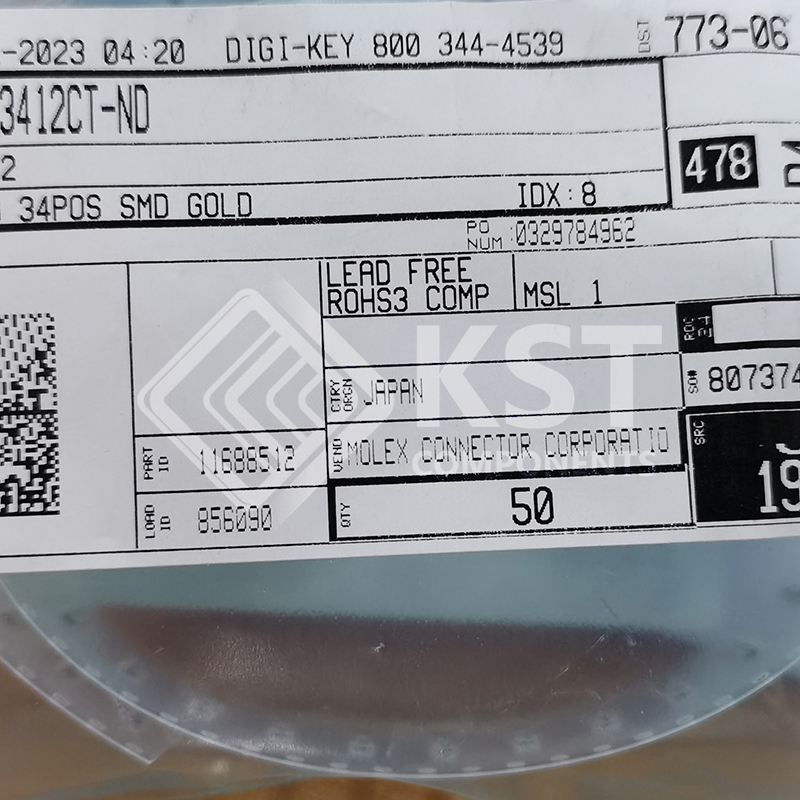 -2023 04:20 DIGI-KEY 800 344-4539 DST 773-06
3412CT-ND
2
478
34POS SMD GOLD IDX:8
PO NUM:0329784962
LEAD FREE
ROHS3 COMP
MSL 1
CTRY ORGN JAPAN
SO# 807374
PART ID 11688512
VEND MOLEX CONNECTOR CORPORATIO
SRC
LOAD ID 856090
QTY 50
19
KST
COMPONENTS